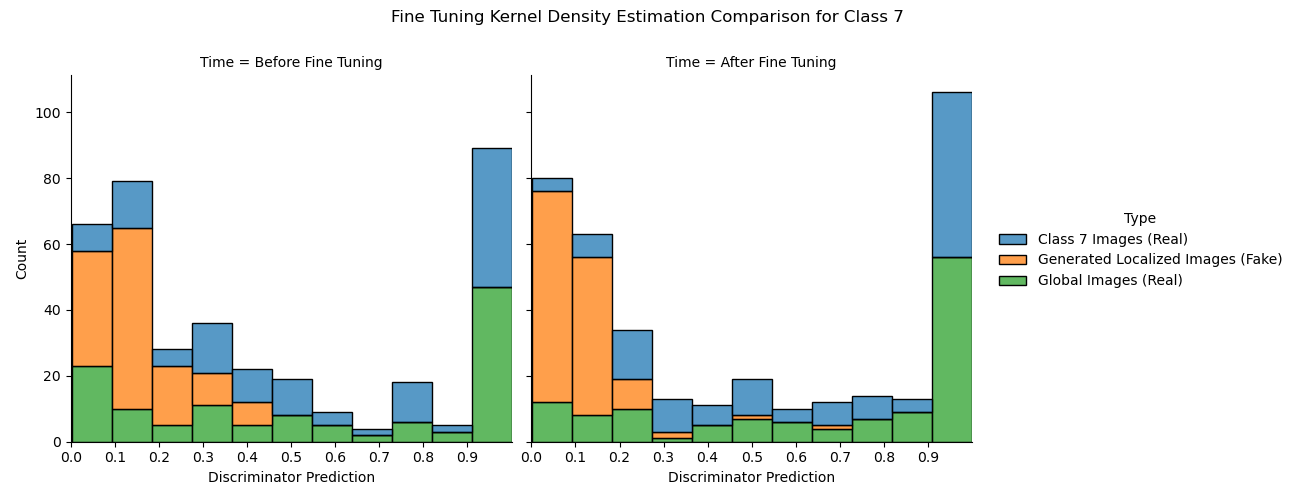 Fine Tuning Kernel Density Estimation Comparison for Class 7
Time = Before Fine Tuning
Time = After Fine Tuning
Count
100
80
60
40
20
0
0.0 0.1 0.2 0.3 0.4 0.5 0.6 0.7 0.8 0.9
Discriminator Prediction
0.0 0.1 0.2 0.3 0.4 0.5 0.6 0.7 0.8 0.9
Discriminator Prediction
Type
Class 7 Images (Real)
Generated Localized Images (Fake)
Global Images (Real)